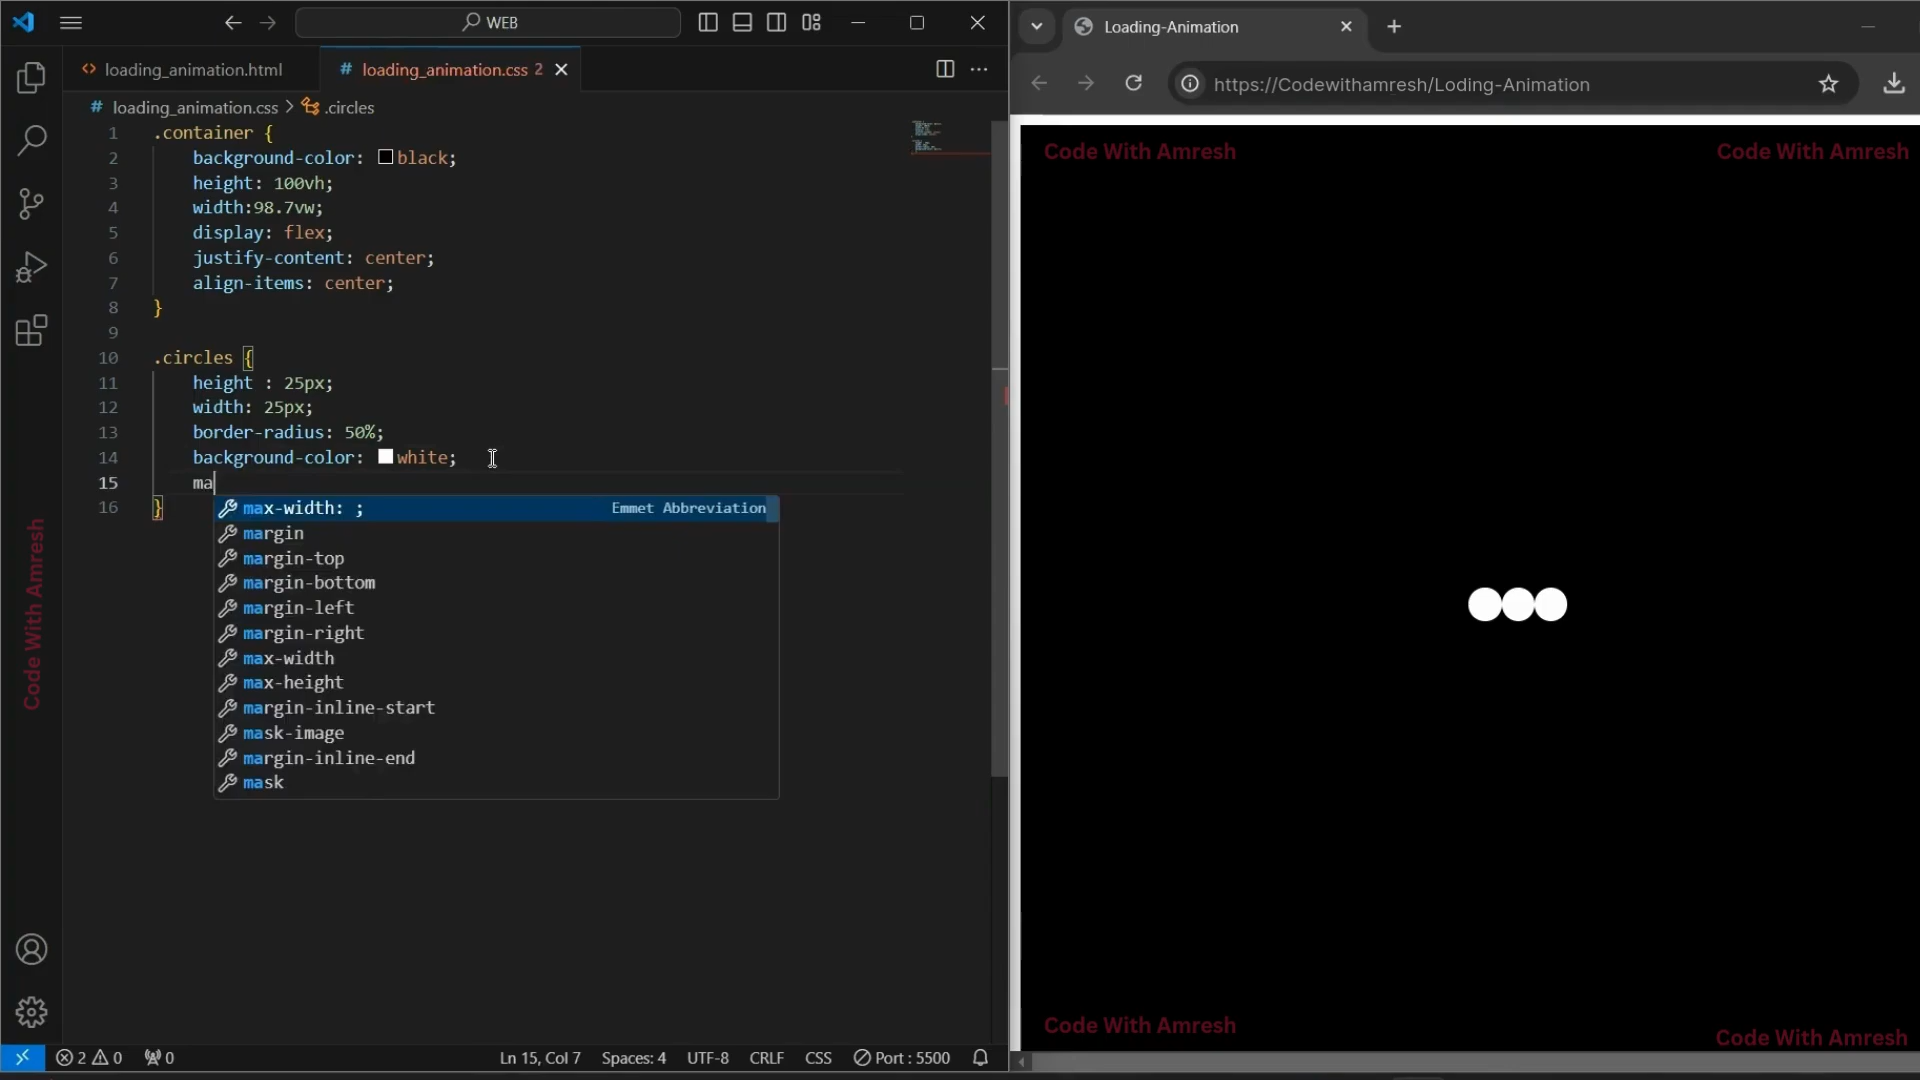 WEB
loading_animation.html
# loading_animation.css 2
# loading_animation.css > .circles
1 .container {
2 background-color: black;
3 height: 100vh;
4 width:98.7vw;
5 display: flex;
6 justify-content: center;
7 align-items: center;
8 }
9
10 .circles {
11 height : 25px;
12 width: 25px;
13 border-radius: 50%;
14 background-color: white;
15 ma
16 }
max-width: ; Emmet Abbreviation
margin
margin-top
margin-bottom
margin-left
margin-right
max-width
max-height
margin-inline-start
mask-image
margin-inline-end
mask
Code With Amresh
2 0 0 Ln 15, Col 7 Spaces: 4 UTF-8 CRLF CSS Port : 5500
Loading-Animation
https://Codewithamresh/Loding-Animation
Code With Amresh
Code With Amresh
Code With Amresh
Code With Amresh